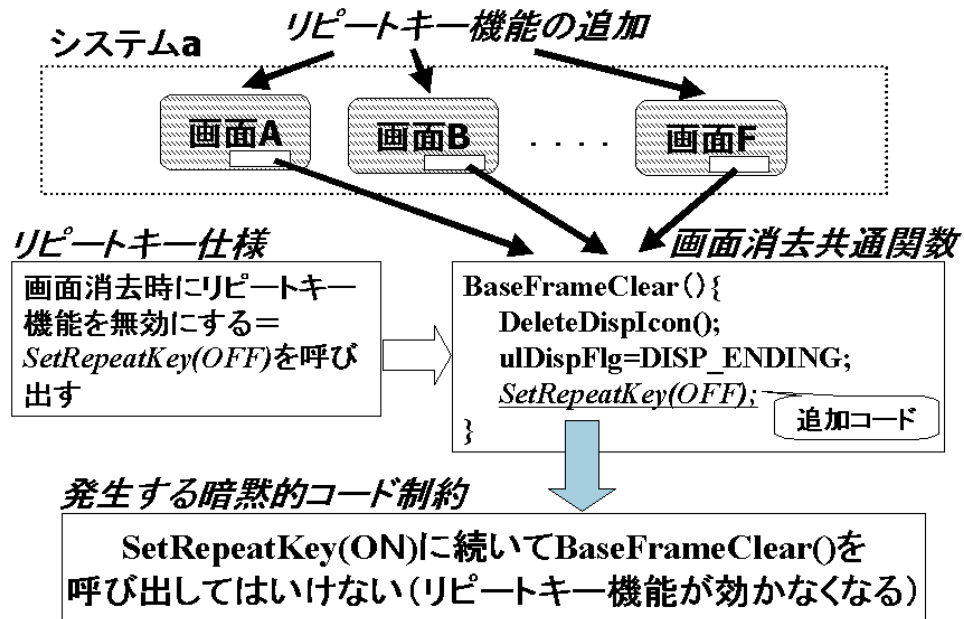 リピートキー機能の追加
システムa
画面A
画面B
‥‥
画面F
リピートキー仕様
画面消去時にリピートキー
機能を無効にする＝
SetRepeatKey(OFF)を呼び
出す
画面消去共通関数
BaseFrameClear(){
DeleteDispIcon();
ulDispFlg=DISP_ENDING;
SetRepeatKey(OFF);
追加コード
}
発生する暗黙的コード制約
SetRepeatKey(ON)に続いてBaseFrameClear()を
呼び出してはいけない(リピートキー機能が効かなくなる)